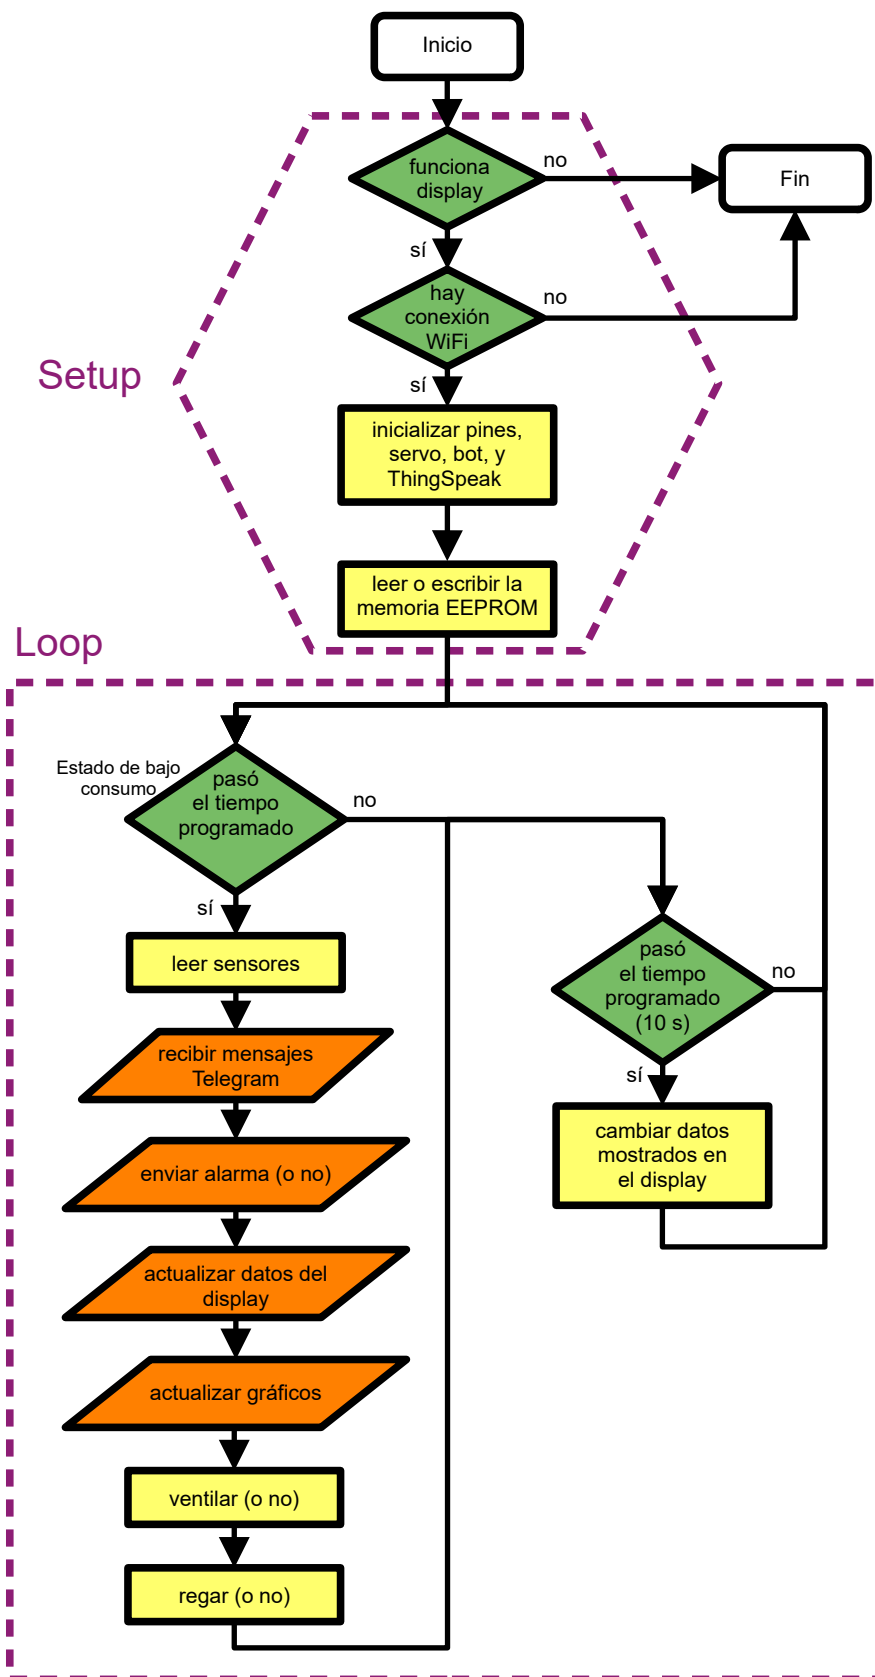 Inicio
funciona
display
no
Fin
sí
hay
conexión
WiFi
no
Setup
sí
inicializar pines,
servo, bot, y
ThingSpeak
leer o escribir la
memoria EEPROM
Loop
Estado de bajo
consumo
pasó
el tiempo
programado
no
sí
leer sensores
pasó
el tiempo
programado
(10 s)
no
recibir mensajes
Telegram
sí
cambiar datos
mostrados en
el display
enviar alarma (o no)
actualizar datos del
display
actualizar gráficos
ventilar (o no)
regar (o no)